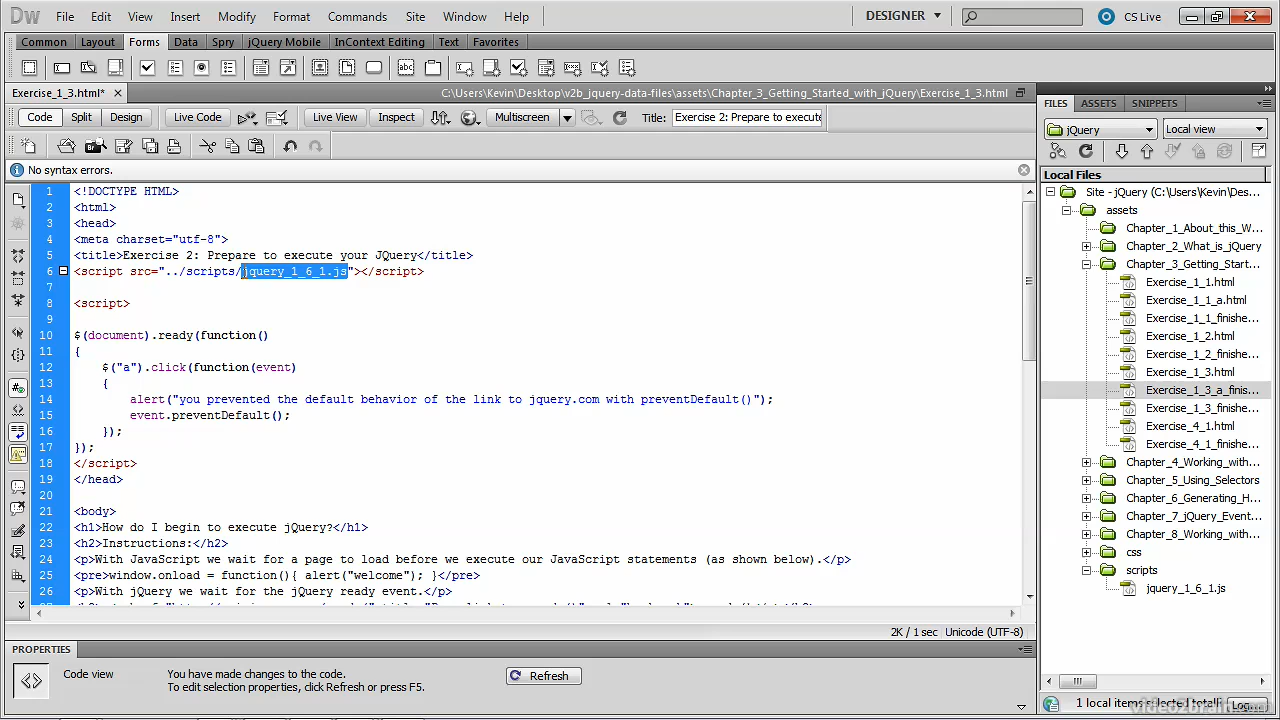 Dw File Edit View Insert Modify Format Commands Site Window Help DESIGNER CS Live
Common Layout Forms Data Spry jQuery Mobile InContext Editing Text Favorites
Exercise_1_3.html* C:\Users\Kevin\Desktop\v2b_jquery-data-files\assets\Chapter_3_Getting_Started_with_jQuery\Exercise_1_3.html
Code Split Design Live Code Live View Inspect Multiscreen Title: Exercise 2: Prepare to execute
No syntax errors.
1 <!DOCTYPE HTML>
2 <html>
3 <head>
4 <meta charset="utf-8">
5 <title>Exercise 2: Prepare to execute your JQuery</title>
6 <script src="../scripts/jquery_1_6_1.js"></script>
7
8 <script>
9
10 $(document).ready(function()
11 {
12 $("a").click(function(event)
13 {
14 alert("you prevented the default behavior of the link to jquery.com with preventDefault()");
15 event.preventDefault();
16 });
17 });
18 </script>
19 </head>
20
21 <body>
22 <h1>How do I begin to execute jQuery?</h1>
23 <h2>Instructions:</h2>
24 <p>With JavaScript we wait for a page to load before we execute our JavaScript statements (as shown below).</p>
25 <pre>window.onload = function(){ alert("welcome"); }</pre>
26 <p>With jQuery we wait for the jQuery ready event.</p>
2K / 1 sec Unicode (UTF-8)
PROPERTIES
Code view
You have made changes to the code.
To edit selection properties, click Refresh or press F5.
Refresh
FILES ASSETS SNIPPETS
jQuery Local view
Local Files
Site - jQuery (C:\Users\Kevin\Des...
assets
Chapter_1_About_this_W...
Chapter_2_What_is_jQuery
Chapter_3_Getting_Start...
Exercise_1_1.html
Exercise_1_1_a.html
Exercise_1_1_finishe...
Exercise_1_2.html
Exercise_1_2_finishe...
Exercise_1_3.html
Exercise_1_3_a_finis...
Exercise_1_3_finishe...
Exercise_4_1.html
Exercise_4_1_finishe...
Chapter_4_Working_with...
Chapter_5_Using_Selectors
Chapter_6_Generating_H...
Chapter_7_jQuery_Event...
Chapter_8_Working_with...
css
scripts
jquery_1_6_1.js
1 local items selected totalli
Log...
video2brain.com